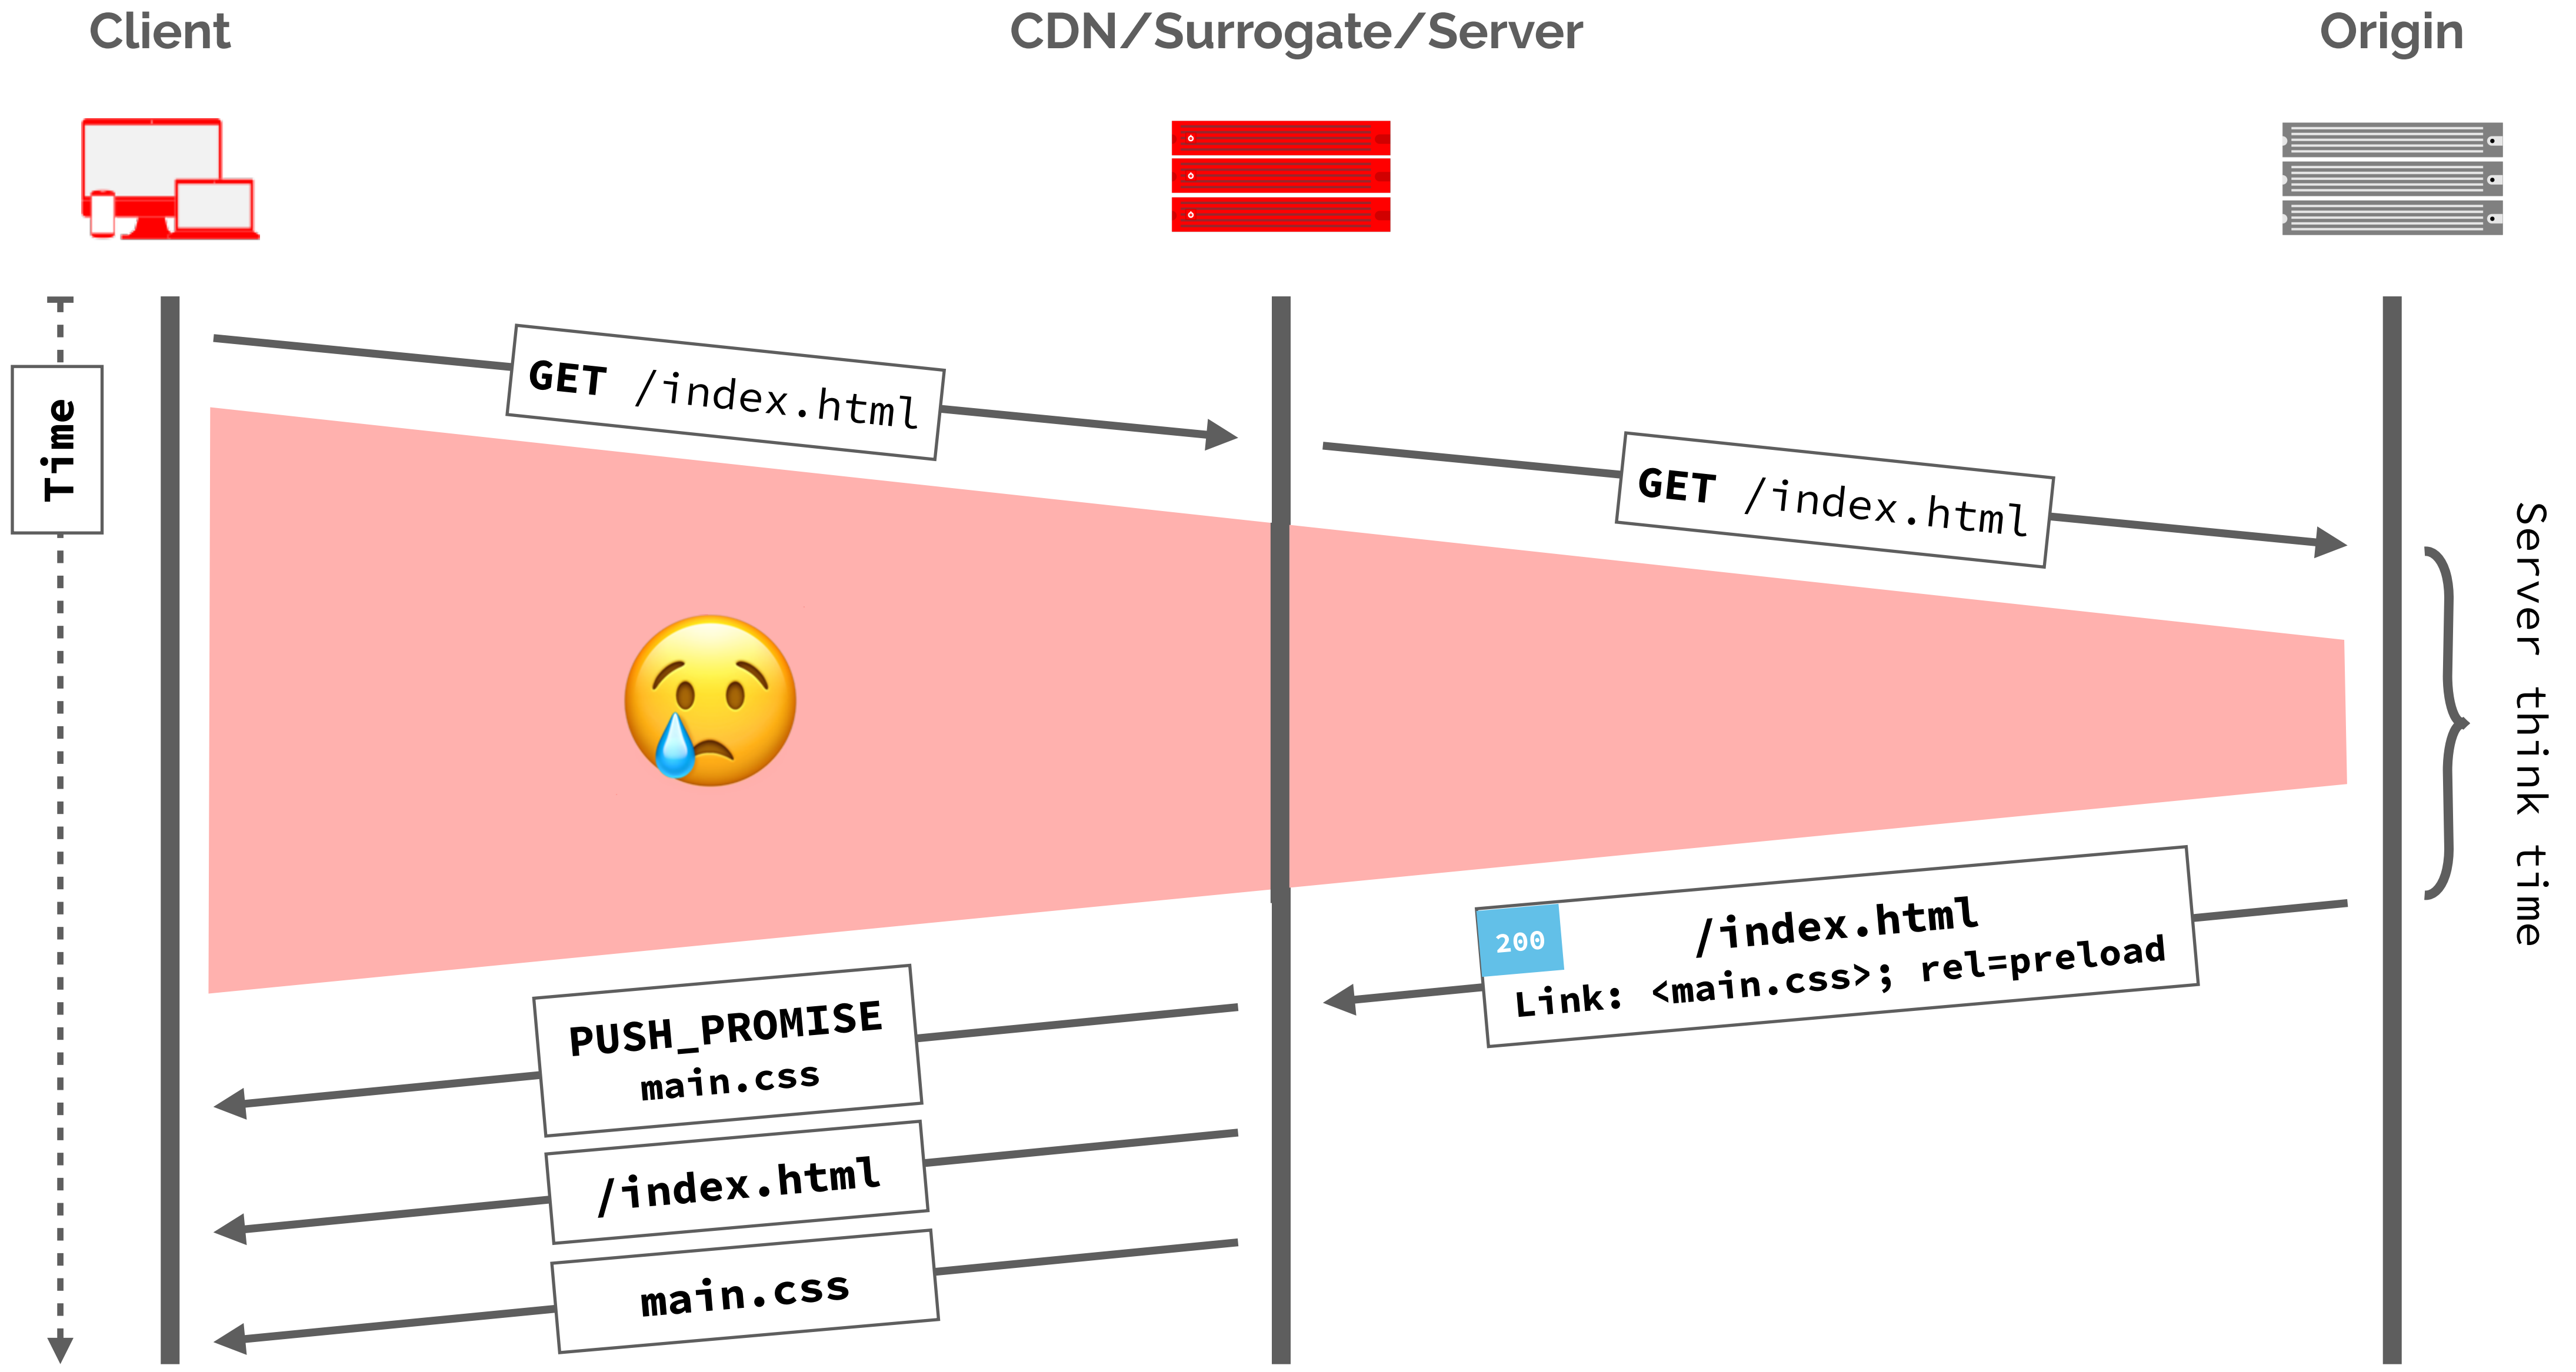 Client
CDN/Surrogate/Server
Origin
Time
GET /index.html
GET /index.html
Server think time
200
/index.html
Link: <main.css>; rel=preload
PUSH_PROMISE
main.css
/index.html
main.css